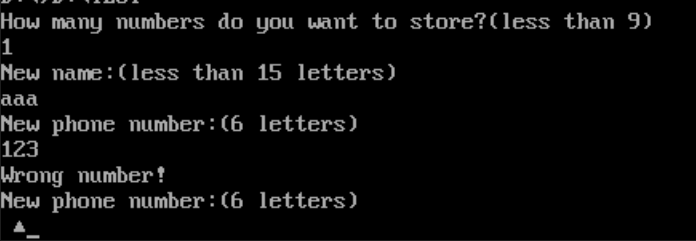 How many numbers do you want to store?(less than 9)
1
New name:(less than 15 letters)
aaa
New phone number:(6 letters)
123
Wrong number!
New phone number:(6 letters)
▲_